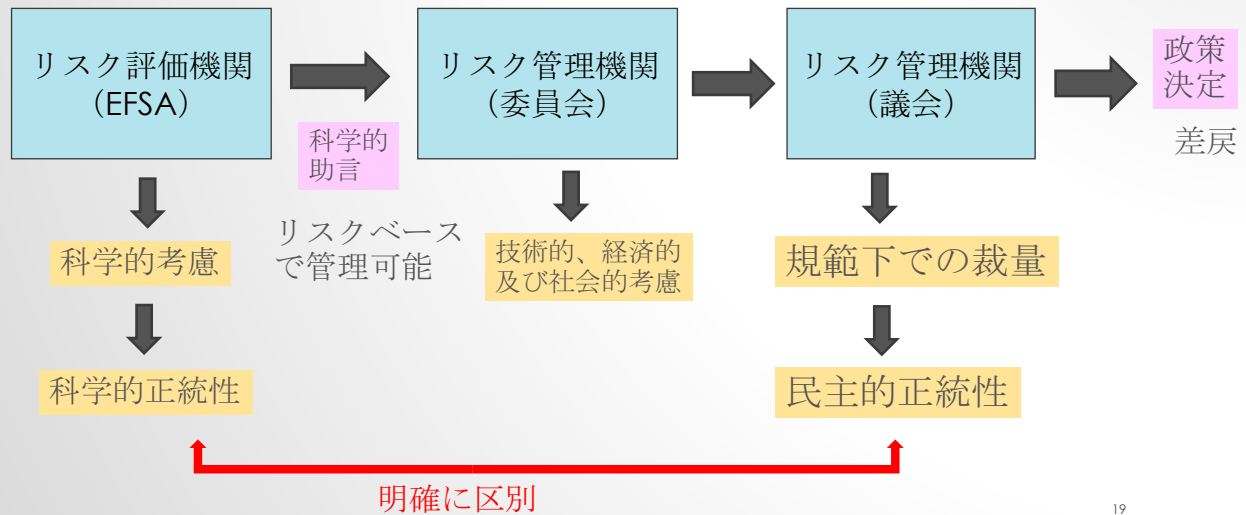 リスク評価機関
（EFSA）
科学的
助言
リスク管理機関
（委員会）
リスク管理機関
（議会）
政策
決定
差戻
リスクベース
で管理可能
科学的考慮
技術的、経済的
及び社会的考慮
規範下での裁量
科学的正統性
民主的正統性
明確に区別
19